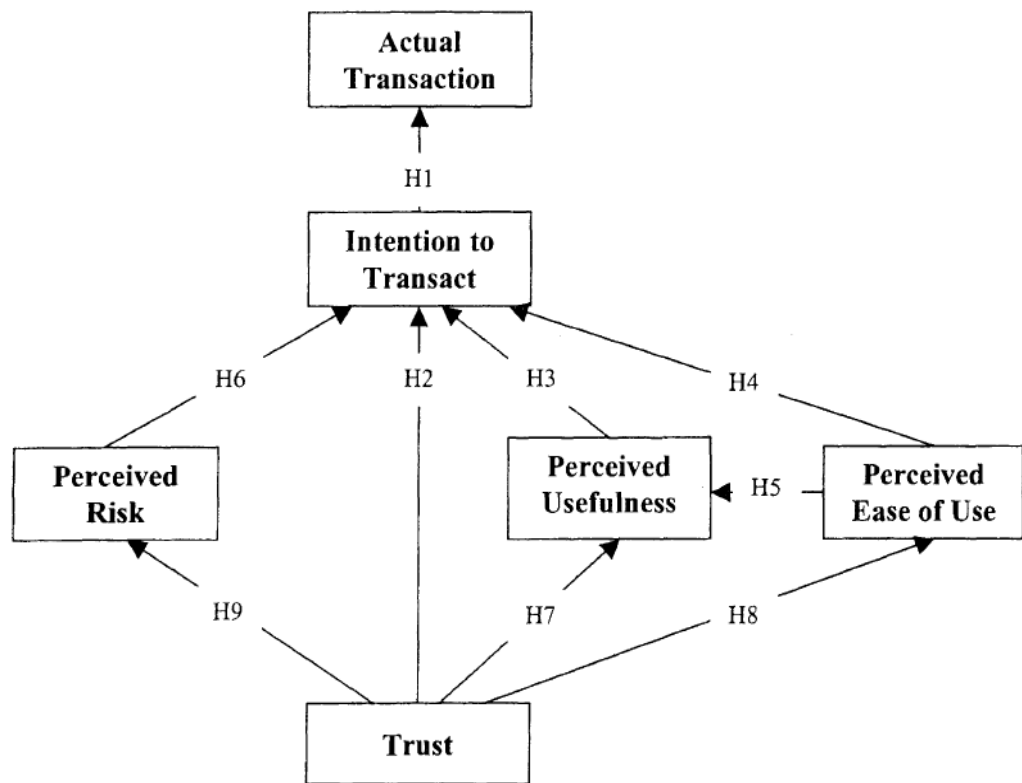 Actual
Transaction
H1
Intention to
Transact
H6
H2
H3
H4
Perceived
Risk
Perceived
Usefulness
H5
Perceived
Ease of Use
H9
H7
H8
Trust